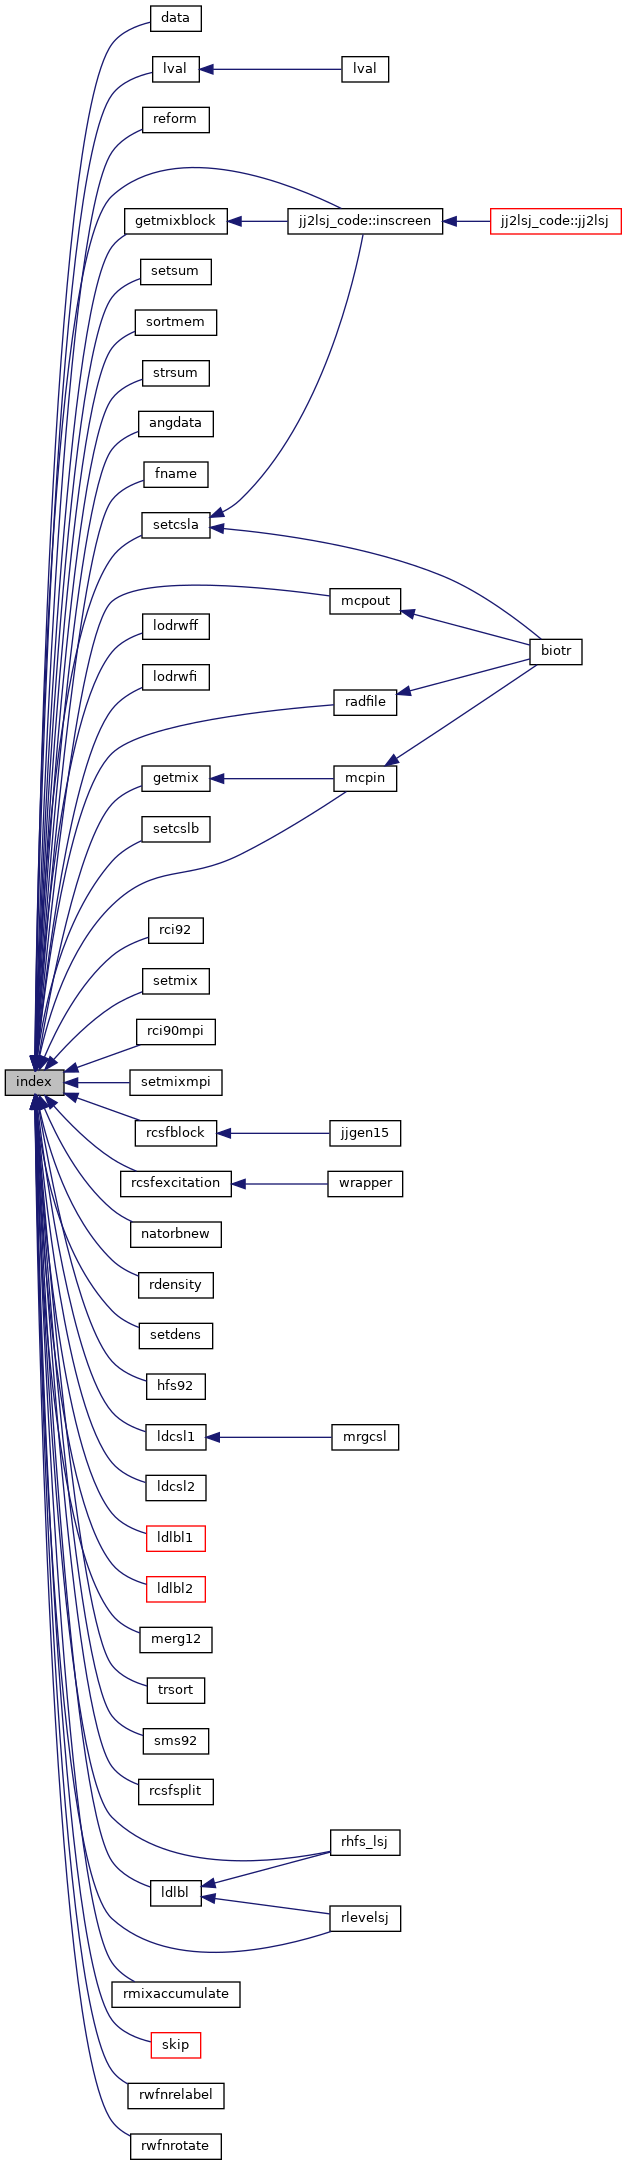 data
lval
lval
reform
getmixblock
jj2lsj_code::inscreen
jj2lsj_code::jj2lsj
setsum
sortmem
strsum
angdata
fname
setcsla
mcpout
lodrwff
biotr
lodrwfi
radfile
getmix
mcpin
setcslb
rci92
setmix
rci90mpi
index
setmixmpi
rcsfblock
jjgen15
rcsfexcitation
wrapper
natorbnew
rdensity
setdens
hfs92
ldcsl1
mrgcsl
ldcsl2
ldlbl1
ldlbl2
merg12
trsort
sms92
rcsfsplit
rhfs_lsj
ldlbl
rlevelsj
rmixaccumulate
skip
rwfnrelabel
rwfnrotate